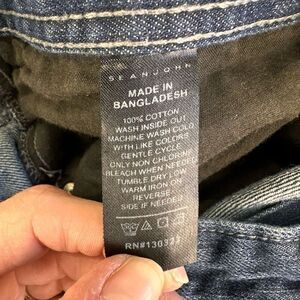 SEANJOHN
MADE IN
BANGLADESH
100% COTTON
WASH INSIDE OUT
MACHINE WASH COLD
WITH LIKE COLORS
GENTLE CYCLE
ONLY NON CHLORINE
BLEACH WHEN NEEDED
TUMBLE DRY LOW
WARM IRON ON
REVERSE
SIDE IF NEEDED